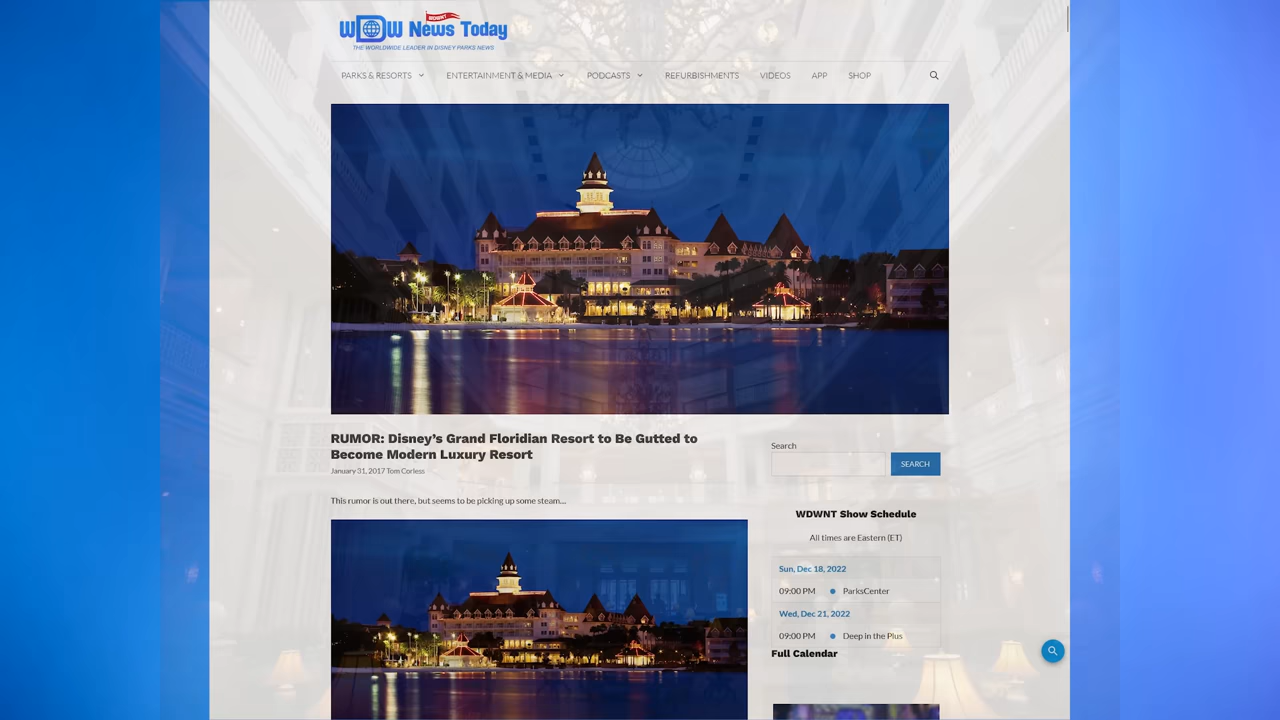 WDWNT
WDW News Today
THE WORLDWIDE LEADER IN DISNEY PARKS NEWS
PARKS & RESORTS ENTERTAINMENT & MEDIA PODCASTS REFURBISHMENTS VIDEOS APP SHOP
RUMOR: Disney's Grand Floridian Resort to Be Gutted to
Become Modern Luxury Resort
January 31, 2017 Tom Corless
This rumor is out there, but seems to be picking up some steam...
Search
SEARCH
WDWNT Show Schedule
All times are Eastern (ET)
Sun, Dec 18, 2022
09:00 PM ParksCenter
Wed, Dec 21, 2022
09:00 PM Deep in the Plus
Full Calendar